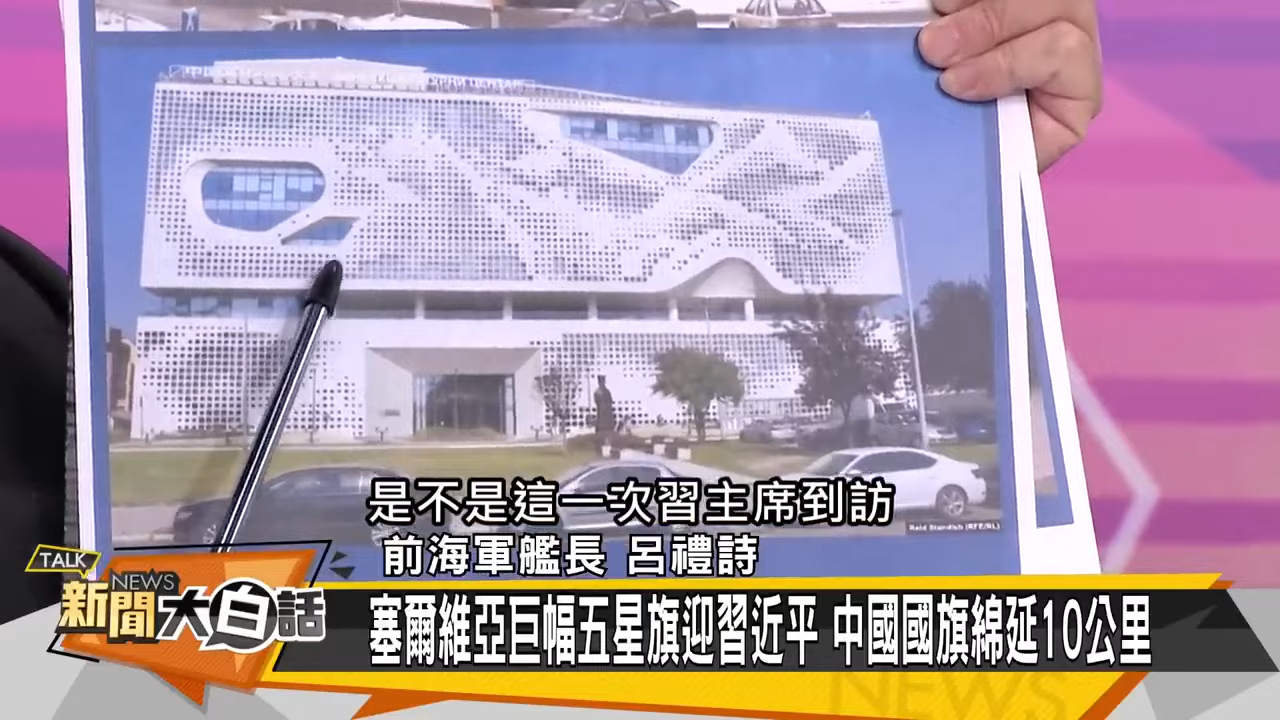 Reid Standish (RFE/RL)
是不是這一次習主席到訪
前海軍艦長 呂禮詩
TALK
NEWS
新聞大白話
塞爾維亞巨幅五星旗迎習近平 中國國旗綿延10公里
NEWS